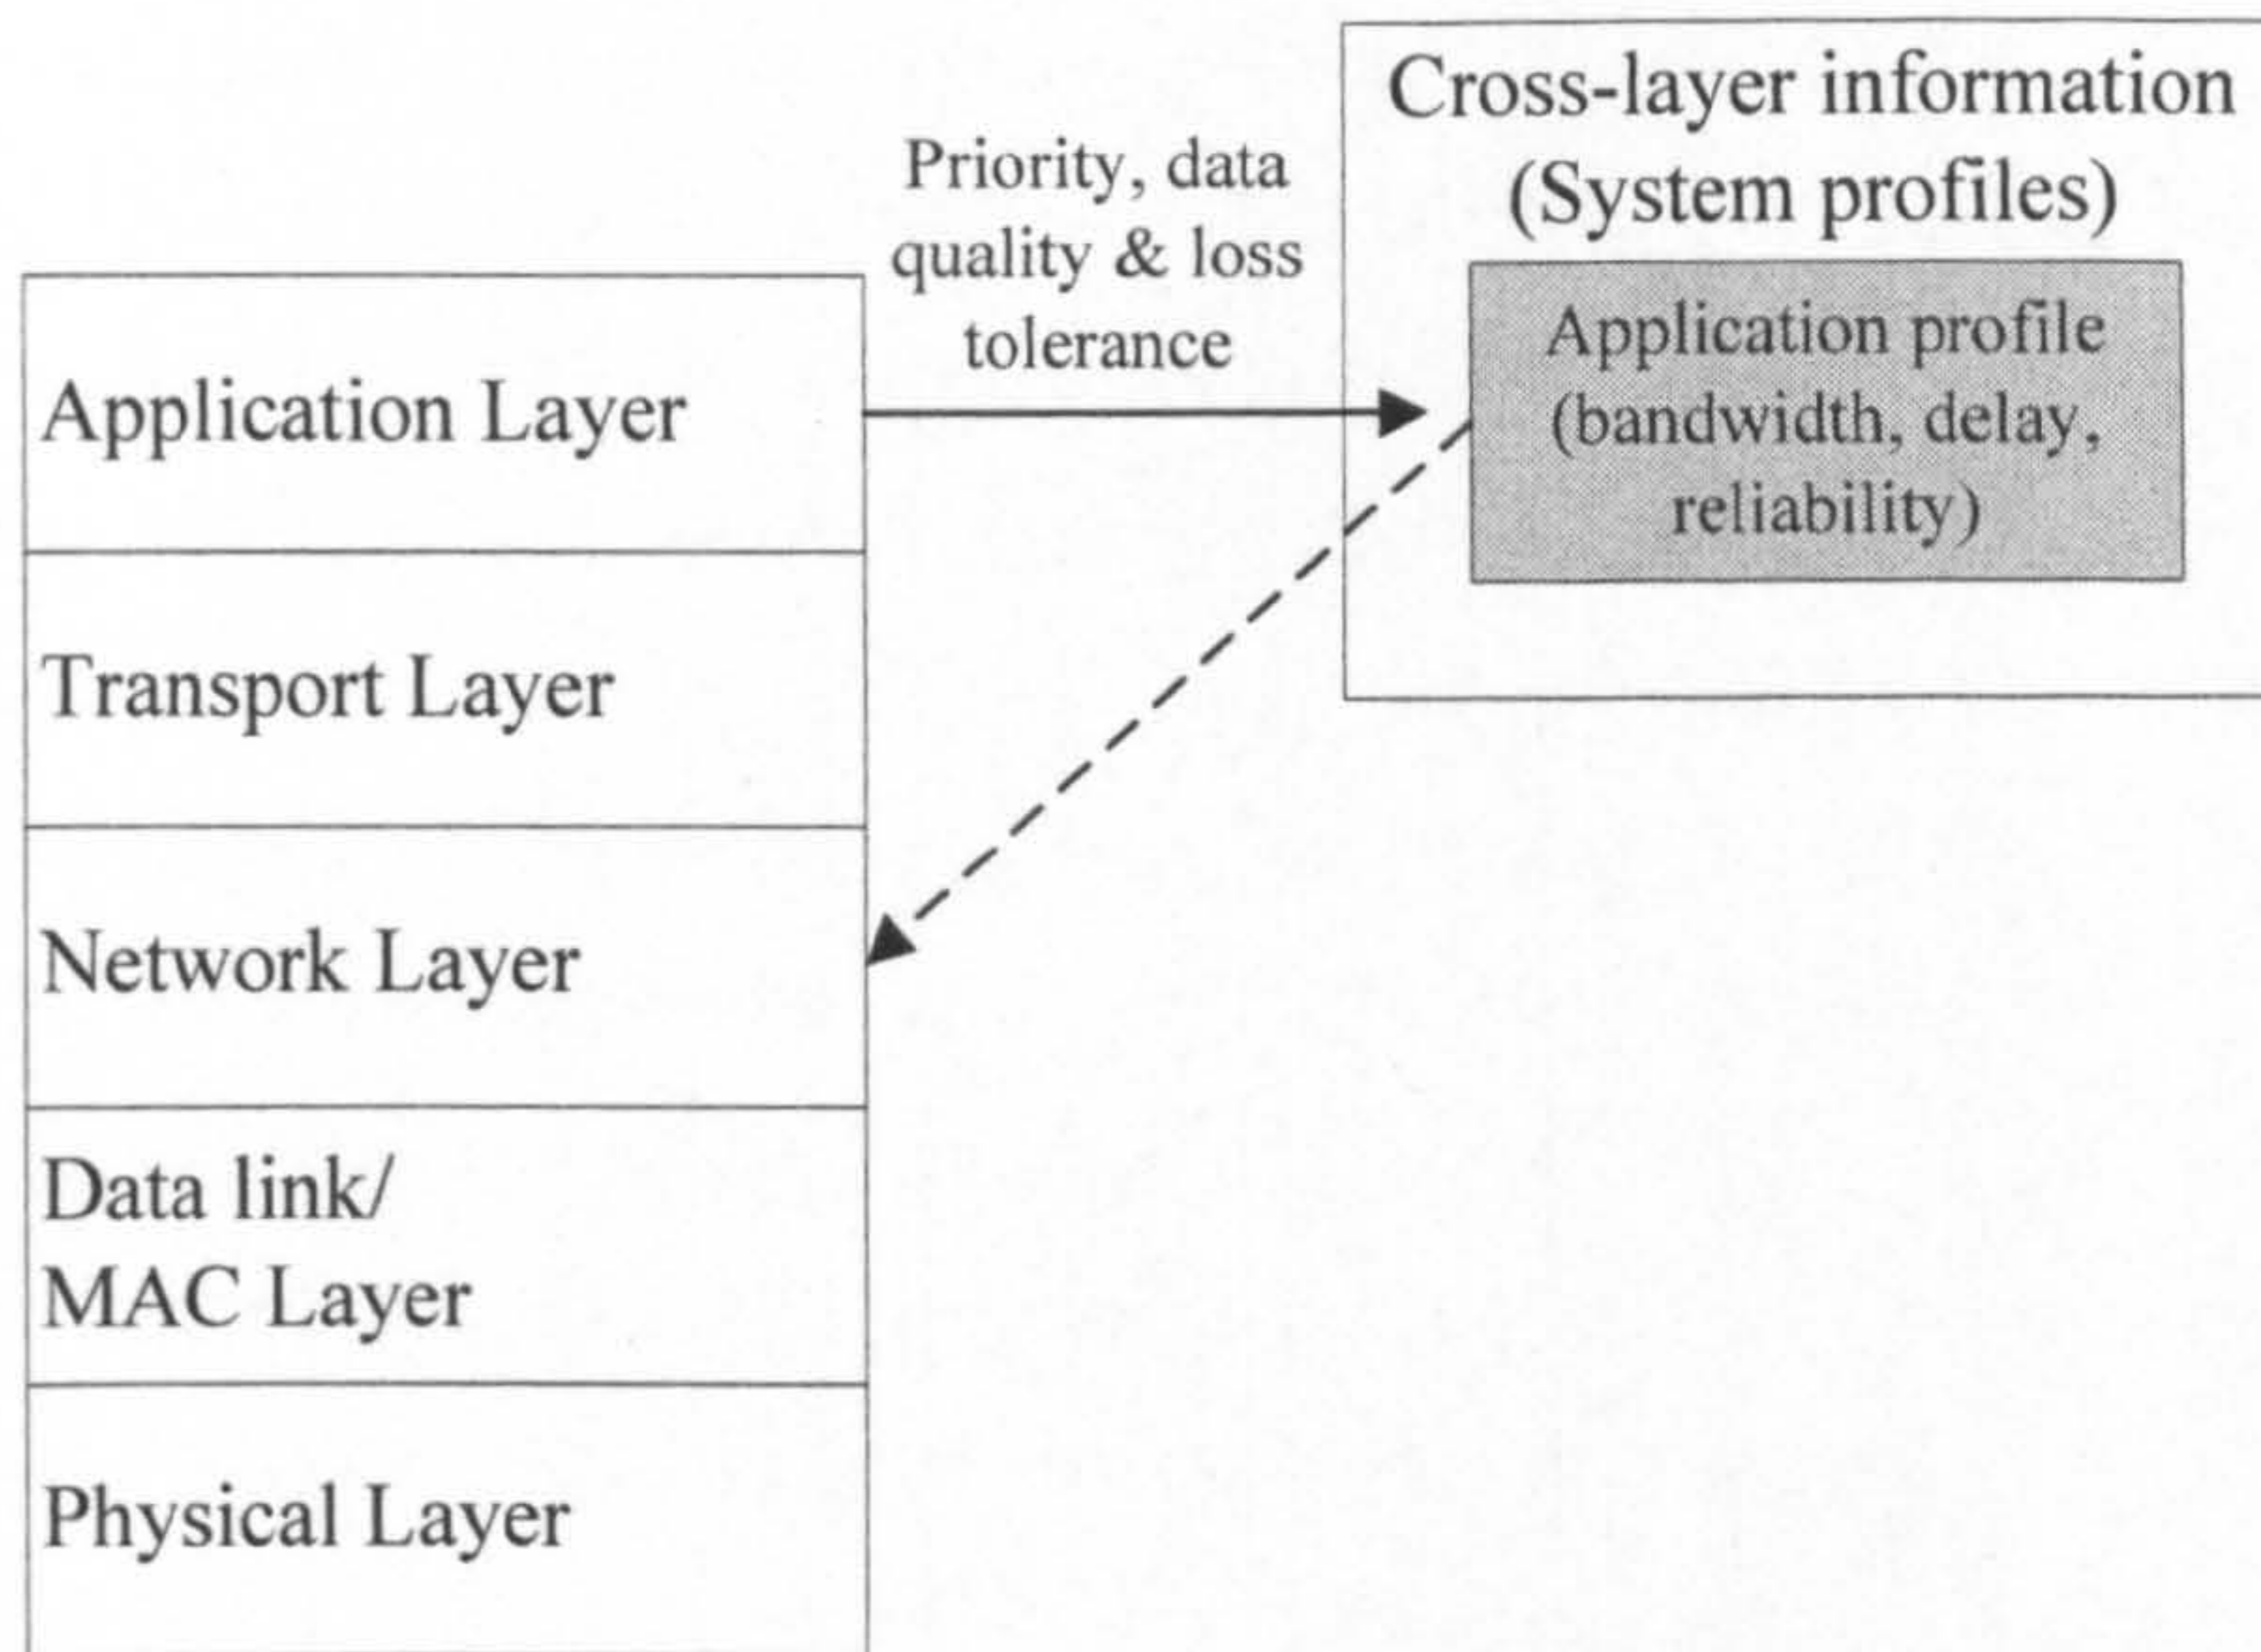 Cross-layer information
(System profiles)
Priority, data
quality & loss
tolerance
Application profile
(bandwidth, delay,
reliability)
Application Layer
Transport Layer
Network Layer
Data link/
MAC Layer
Physical Layer